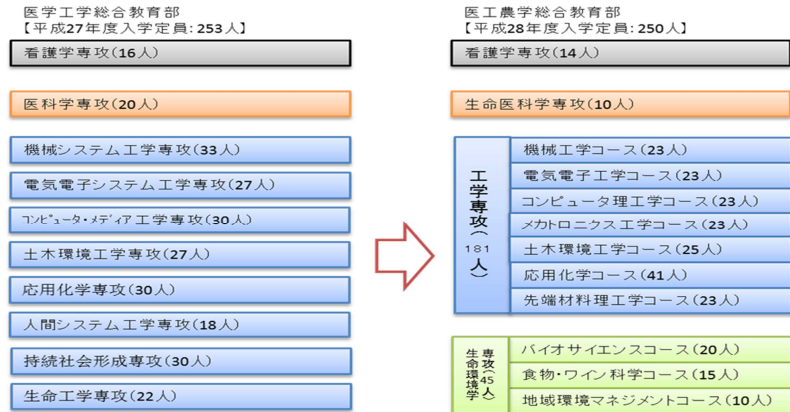 医学工学総合教育部
【平成27年度入学定員: 253人】
看護学専攻(16人)
医科学専攻(20人)
機械システム工学専攻(33人)
電気電子システム工学専攻(27人)
コンピュータ・メディア工学専攻(30人)
土木環境工学専攻(27人)
応用化学専攻(30人)
人間システム工学専攻(18人)
持続社会形成専攻(30人)
生命工学専攻(22人)
医工農学総合教育部
【平成28年度入学定員: 250人】
看護学専攻(14人)
生命医科学専攻(10人)
工学専攻(181人)
機械工学コース(23人)
電気電子工学コース(23人)
コンピュータ理工学コース(23人)
メカトロニクス工学コース(23人)
土木環境工学コース(25人)
応用化学コース(41人)
先端材料理工学コース(23人)
生命環境学
専攻(45人)
バイオサイエンスコース(20人)
食物・ワイン科学コース(15人)
地域環境マネジメントコース(10人)